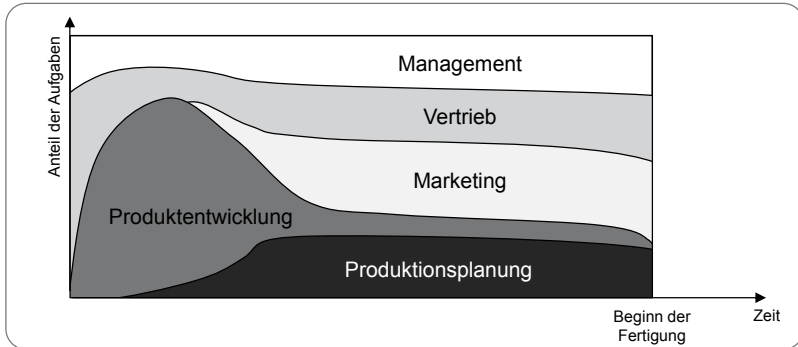 Anteil der Aufgaben
Management
Vertrieb
Marketing
Produktentwicklung
Produktionsplanung
Beginn der
Fertigung
Zeit